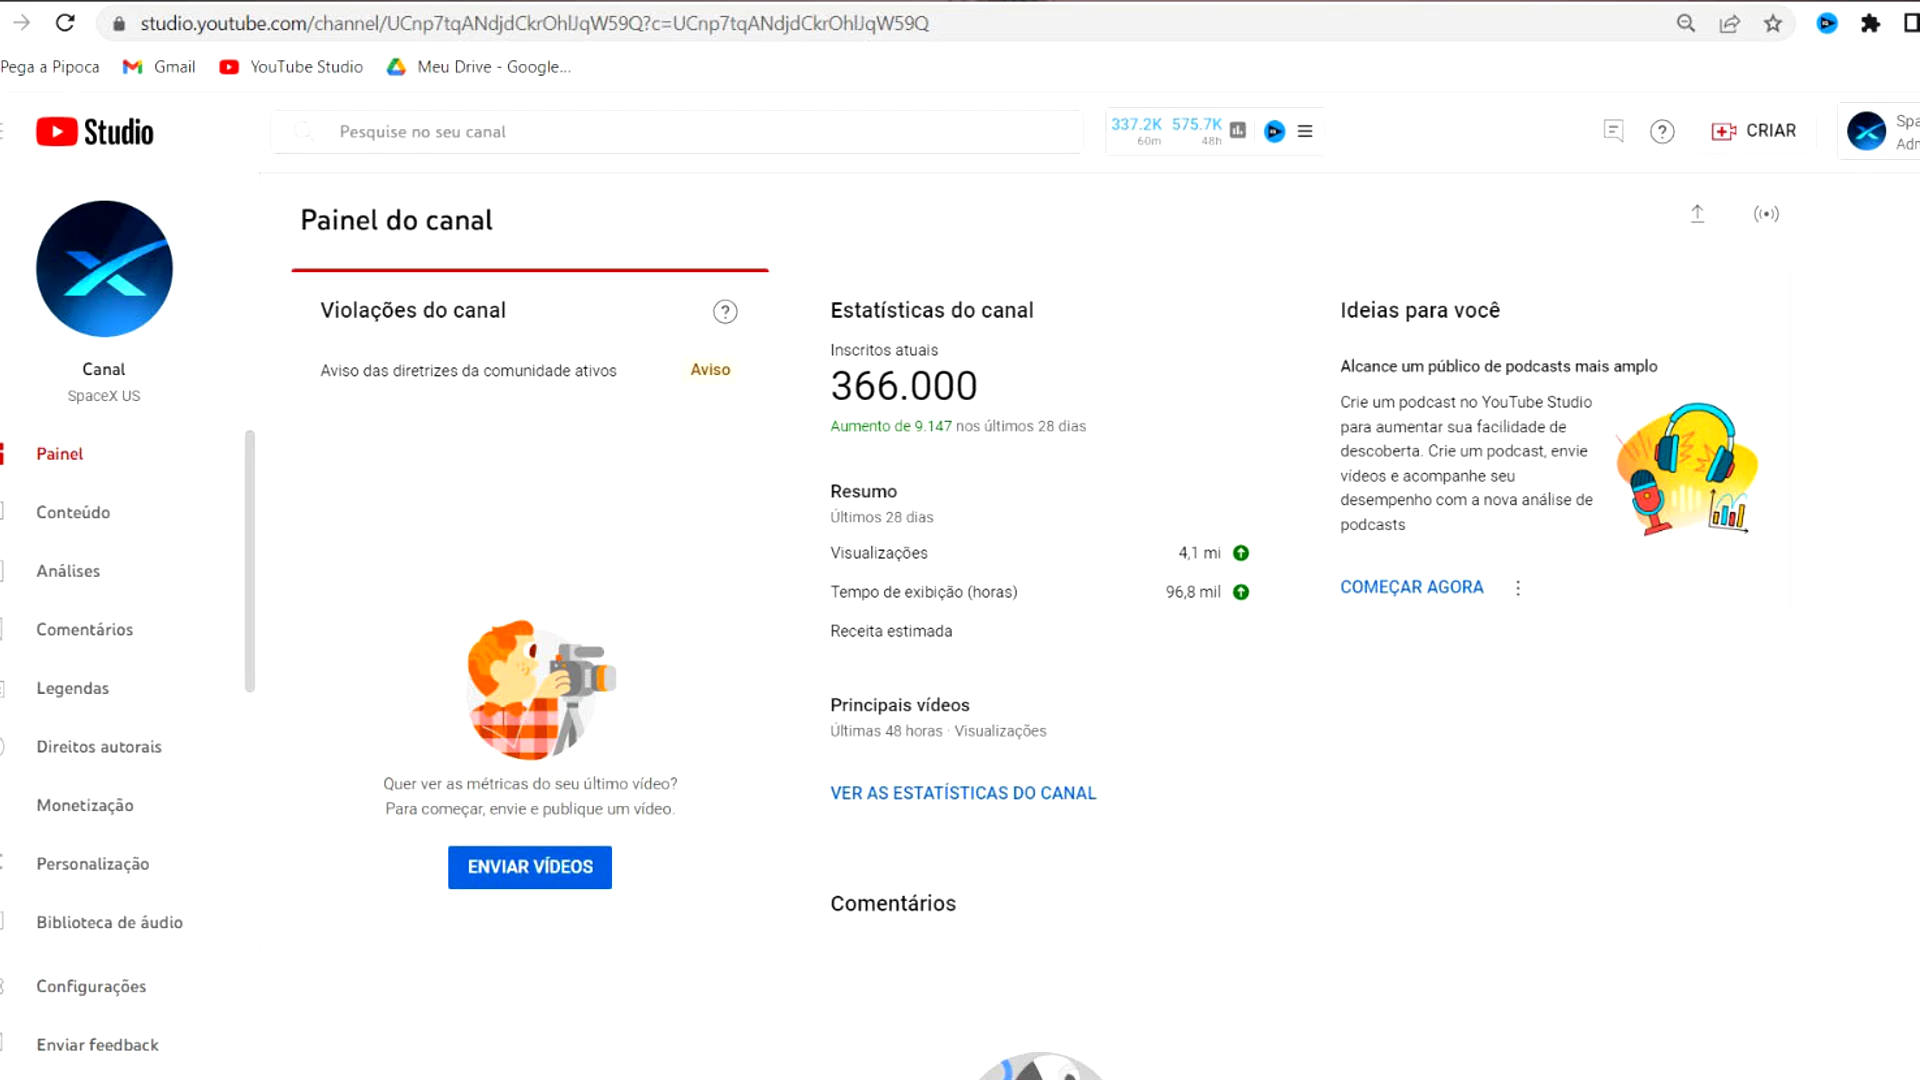 studio.youtube.com/channel/UCnp7tqANdjdCkrOhlJqW59Q?c=UCnp7tqANdjdCkrOhlJqW59Q
Pega a Pipoca
Gmail
YouTube Studio
Meu Drive - Google...
Studio
Pesquise no seu canal
337.2K 575.7K
60m 48h
CRIAR
Spa
Adm
Painel do canal
Canal
SpaceX US
Painel
Conteúdo
Análises
Comentários
Legendas
Direitos autorais
Monetização
Personalização
Biblioteca de áudio
Configurações
Enviar feedback
Violações do canal
?
Aviso das diretrizes da comunidade ativos
Aviso
Quer ver as métricas do seu último vídeo?
Para começar, envie e publique um vídeo.
ENVIAR VÍDEOS
Estatísticas do canal
Inscritos atuais
366.000
Aumento de 9.147 nos últimos 28 dias
Resumo
Últimos 28 dias
Visualizações 4,1 mi
Tempo de exibição (horas) 96,8 mil
Receita estimada
Principais vídeos
Últimas 48 horas · Visualizações
VER AS ESTATÍSTICAS DO CANAL
Comentários
Ideias para você
Alcance um público de podcasts mais amplo
Crie um podcast no YouTube Studio
para aumentar sua facilidade de
descoberta. Crie um podcast, envie
vídeos e acompanhe seu
desempenho com a nova análise de
podcasts
COMEÇAR AGORA